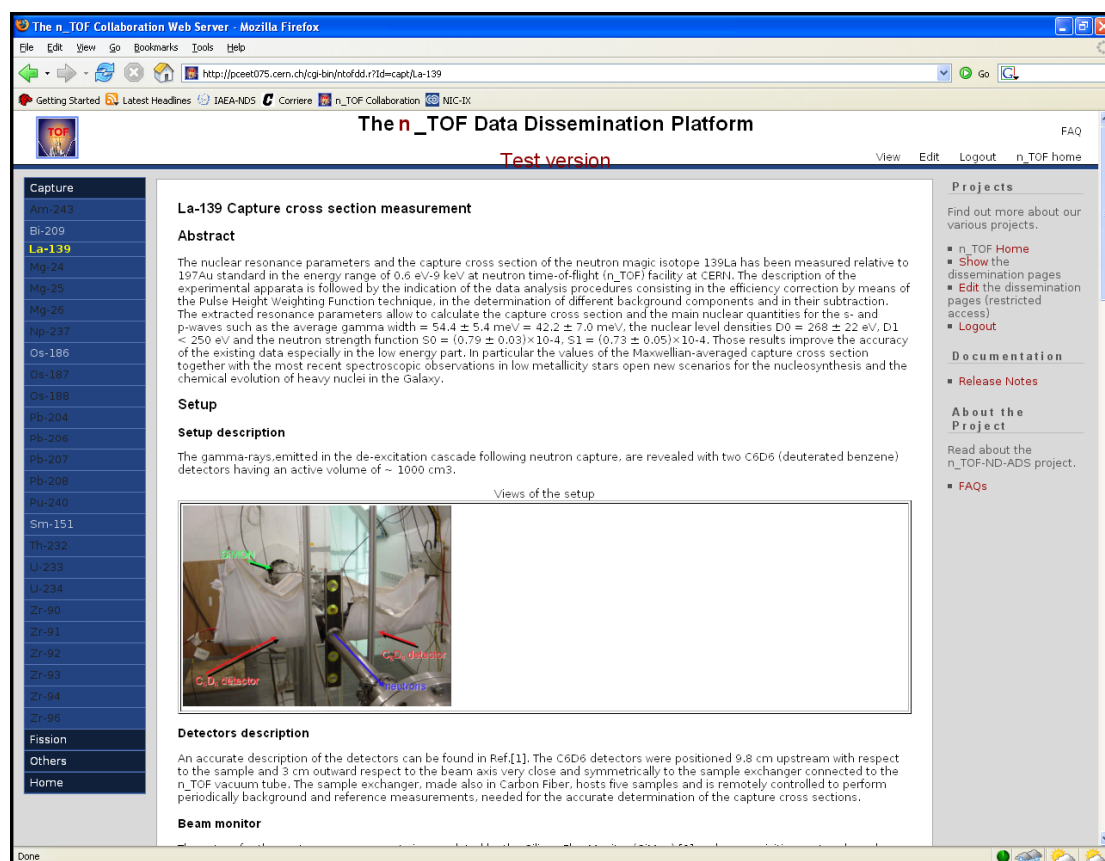 The n_TOF Collaboration Web Server - Mozilla Firefox
File Edit View Go Bookmarks Tools Help
http://pceet075.cern.ch/cgi-bin/ntofdd.r?Id=capt/La-139
Go
Getting Started Latest Headlines IAEA-NDS Corriere n_TOF Collaboration NIC-IX
TOF
The n_TOF Data Dissemination Platform
FAQ
Test version
View Edit Logout n_TOF home
Capture
Am-243
Bi-209
La-139
Mg-24
Mg-25
Mg-26
Np-237
Os-186
Os-187
Os-188
Pb-204
Pb-206
Pb-207
Pb-208
Pu-240
Sm-151
Th-232
U-233
U-234
Zr-90
Zr-91
Zr-92
Zr-93
Zr-94
Zr-96
Fission
Others
Home
La-139 Capture cross section measurement
Abstract
The nuclear resonance parameters and the capture cross section of the neutron magic isotope 139La has been measured relative to
197Au standard in the energy range of 0.6 eV-9 keV at neutron time-of-flight (n_TOF) facility at CERN. The description of the
experimental apparata is followed by the indication of the data analysis procedures consisting in the efficiency correction by means of
the Pulse Height Weighting Function technique, in the determination of different background components and in their subtraction.
The extracted resonance parameters allow to calculate the capture cross section and the main nuclear quantities for the s- and
p-waves such as the average gamma width = 54.4 ± 5.4 meV = 42.2 ± 7.0 meV, the nuclear level densities D0 = 268 ± 22 eV, D1
< 250 eV and the neutron strength function S0 = (0.79 ± 0.03)×10-4, S1 = (0.73 ± 0.05)×10-4. Those results improve the accuracy
of the existing data especially in the low energy part. In particular the values of the Maxwellian-averaged capture cross section
together with the most recent spectroscopic observations in low metallicity stars open new scenarios for the nucleosynthesis and the
chemical evolution of heavy nuclei in the Galaxy.
Setup
Setup description
The gamma-rays,emitted in the de-excitation cascade following neutron capture, are revealed with two C6D6 (deuterated benzene)
detectors having an active volume of ~ 1000 cm3.
Views of the setup
SiMON
C6D6 detector
C6D6 detector
neutrons
Detectors description
An accurate description of the detectors can be found in Ref.[1]. The C6D6 detectors were positioned 9.8 cm upstream with respect
to the sample and 3 cm outward respect to the beam axis very close and symmetrically to the sample exchanger connected to the
n_TOF vacuum tube. The sample exchanger, made also in Carbon Fiber, hosts five samples and is remotely controlled to perform
periodically background and reference measurements, needed for the accurate determination of the capture cross sections.
Beam monitor
Projects
Find out more about our
various projects.
n_TOF Home
Show the
dissemination pages
Edit the dissemination
pages (restricted
access)
Logout
Documentation
Release Notes
About the
Project
Read about the
n_TOF-ND-ADS project.
FAQs
Done